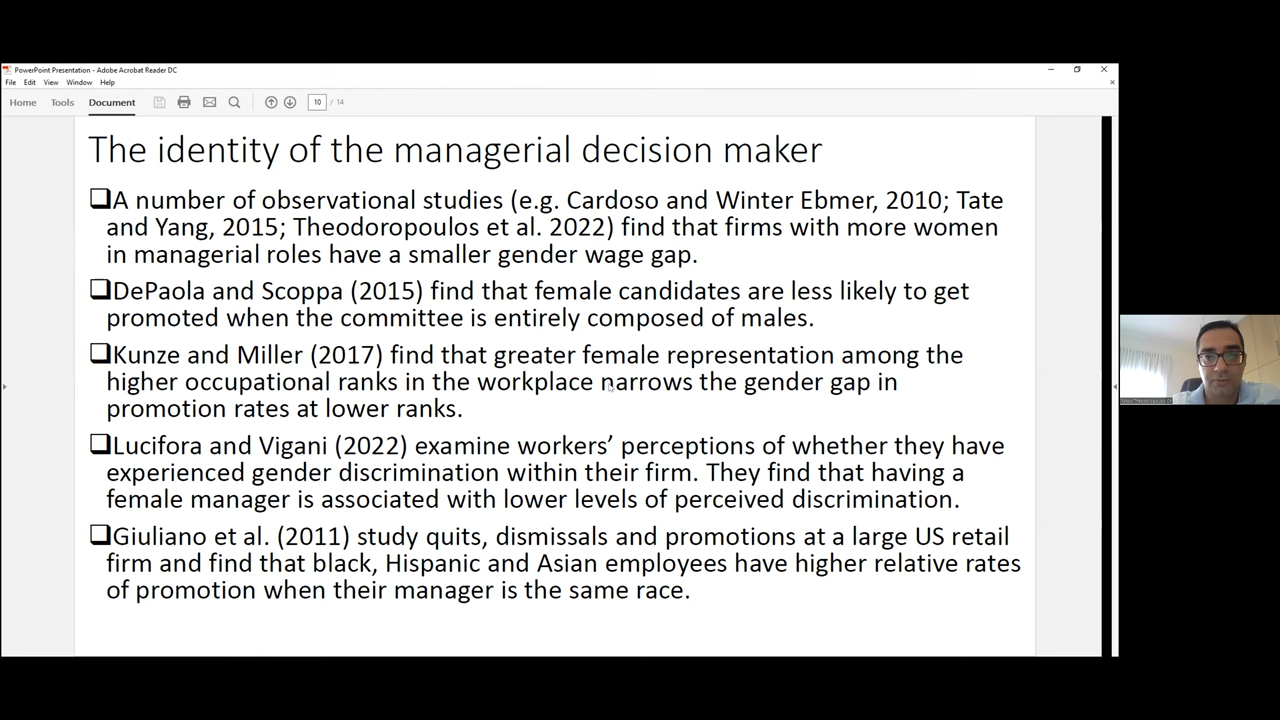 PowerPoint Presentation - Adobe Acrobat Reader DC
File Edit View Window Help
Home Tools Document 10 / 14
The identity of the managerial decision maker
❑A number of observational studies (e.g. Cardoso and Winter Ebmer, 2010; Tate
and Yang, 2015; Theodoropoulos et al. 2022) find that firms with more women
in managerial roles have a smaller gender wage gap.
❑DePaola and Scoppa (2015) find that female candidates are less likely to get
promoted when the committee is entirely composed of males.
❑Kunze and Miller (2017) find that greater female representation among the
higher occupational ranks in the workplace narrows the gender gap in
promotion rates at lower ranks.
❑Lucifora and Vigani (2022) examine workers’ perceptions of whether they have
experienced gender discrimination within their firm. They find that having a
female manager is associated with lower levels of perceived discrimination.
❑Giuliano et al. (2011) study quits, dismissals and promotions at a large US retail
firm and find that black, Hispanic and Asian employees have higher relative rates
of promotion when their manager is the same race.